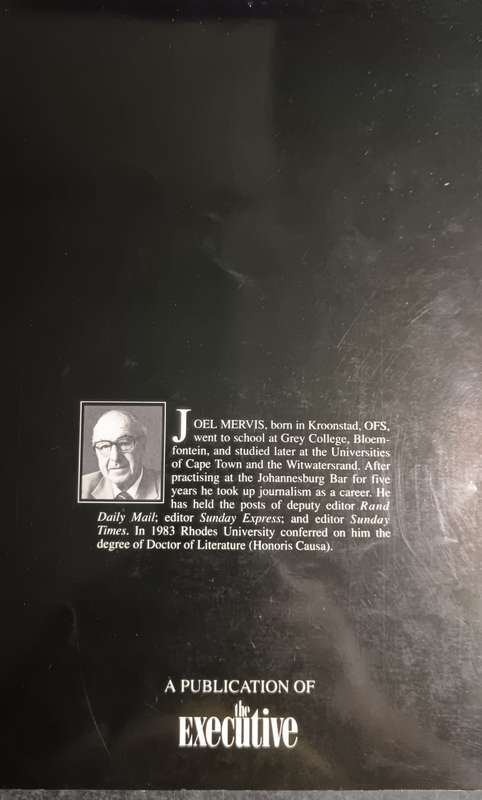 JOEL MERVIS, born in Kroonstad, OFS,
went to school at Grey College, Bloem-
fontein, and studied later at the Universities
of Cape Town and the Witwatersrand. After
practising at the Johannesburg Bar for five
years he took up journalism as a career. He
has held the posts of deputy editor Rand
Daily Mail; editor Sunday Express; and editor Sunday
Times. In 1983 Rhodes University conferred on him the
degree of Doctor of Literature (Honoris Causa).
A PUBLICATION OF
the
EXECUtive